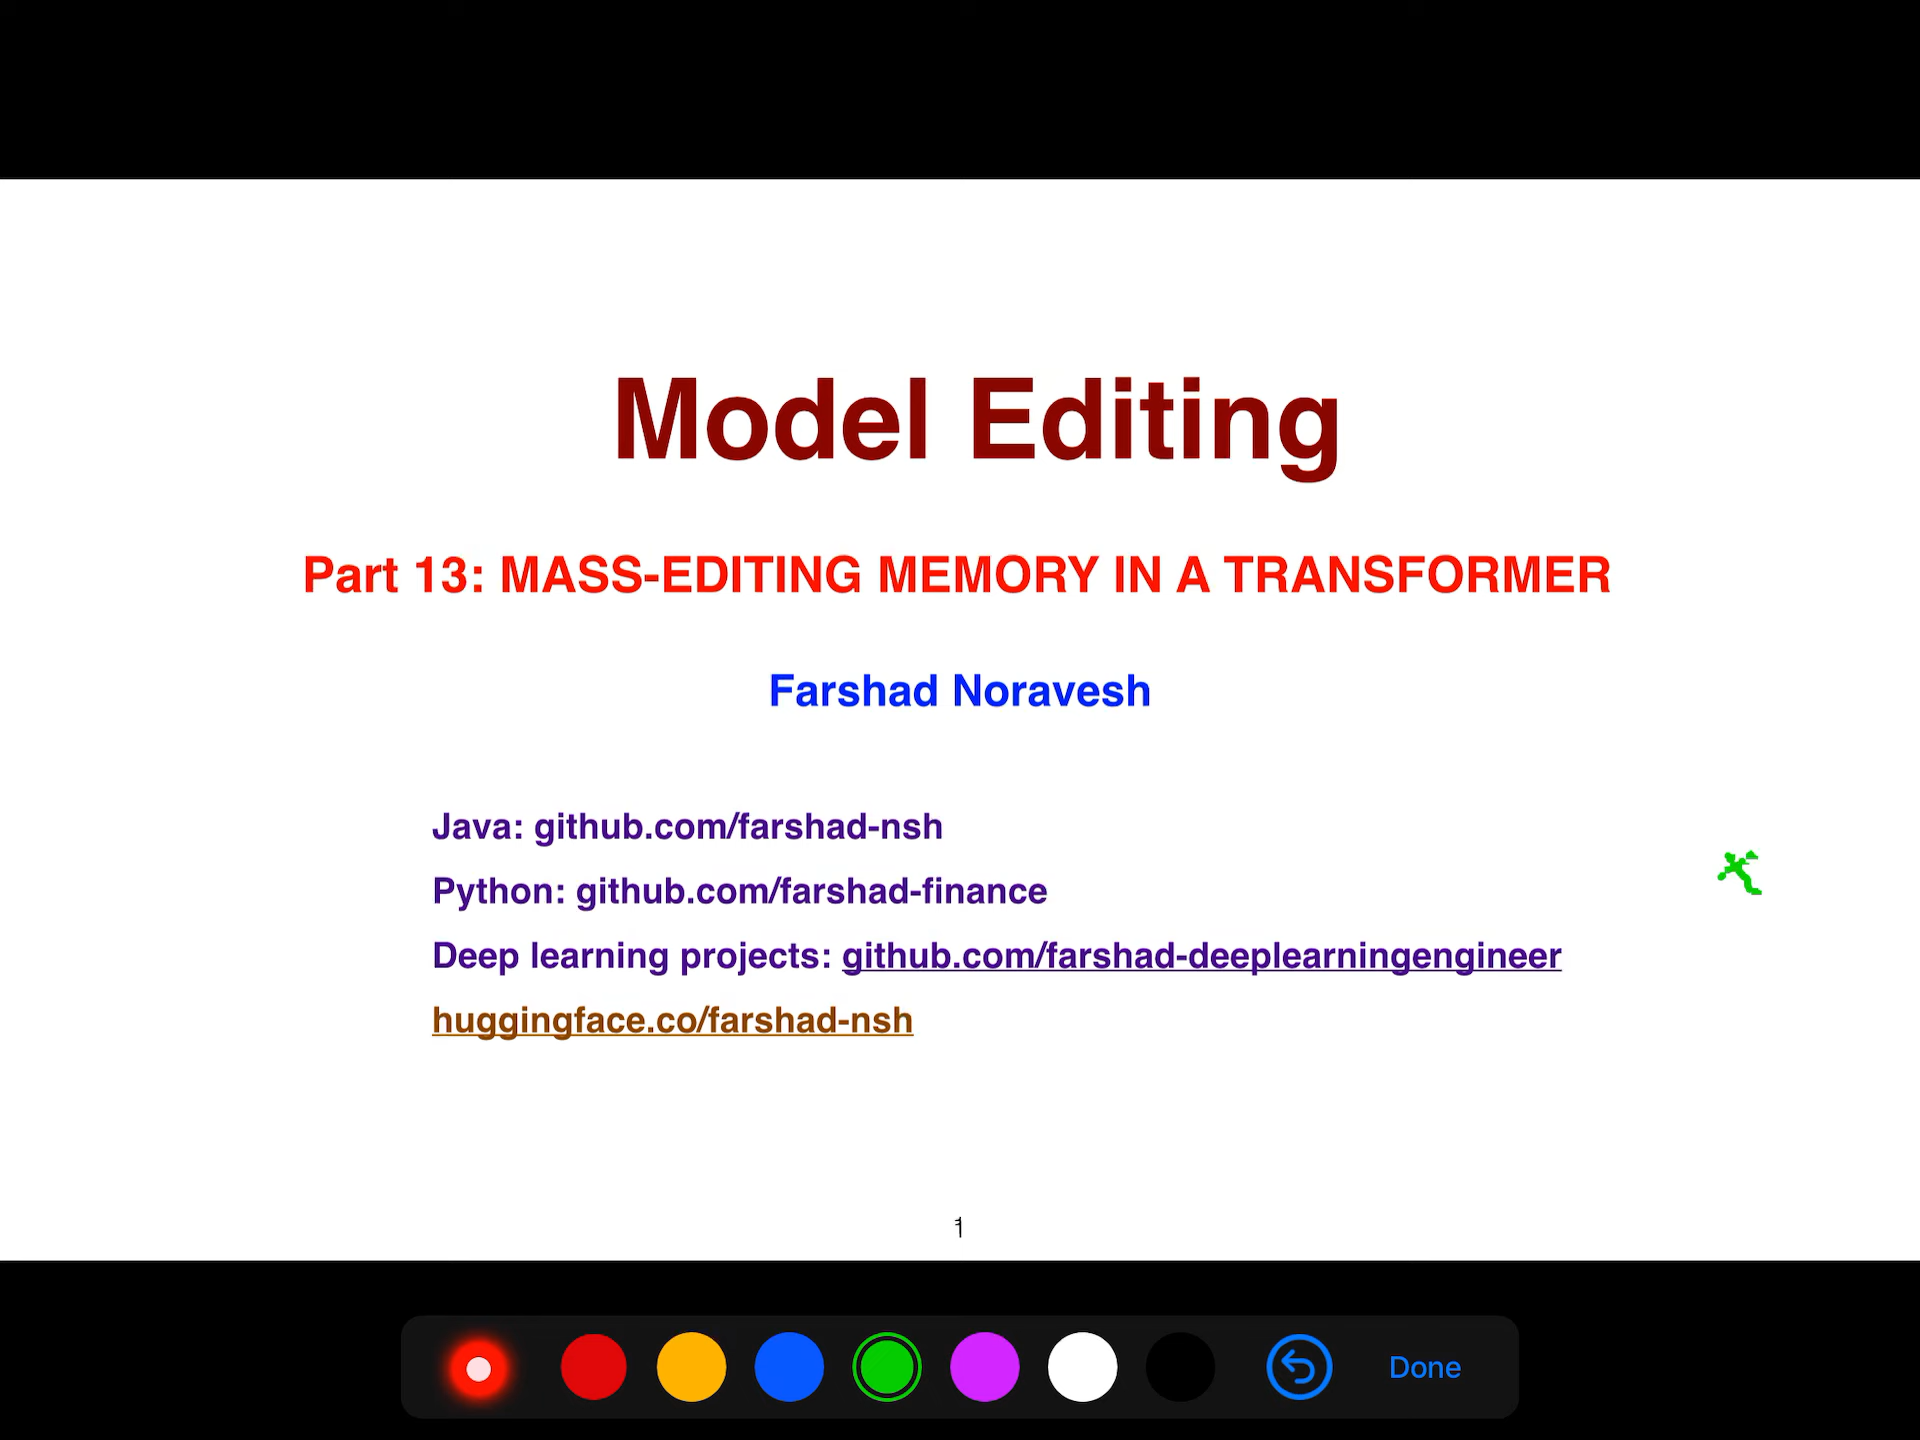 Model Editing
Part 13: MASS-EDITING MEMORY IN A TRANSFORMER
Farshad Noravesh
Java: github.com/farshad-nsh
Python: github.com/farshad-finance
Deep learning projects: github.com/farshad-deeplearningengineer
huggingface.co/farshad-nsh
1
Done